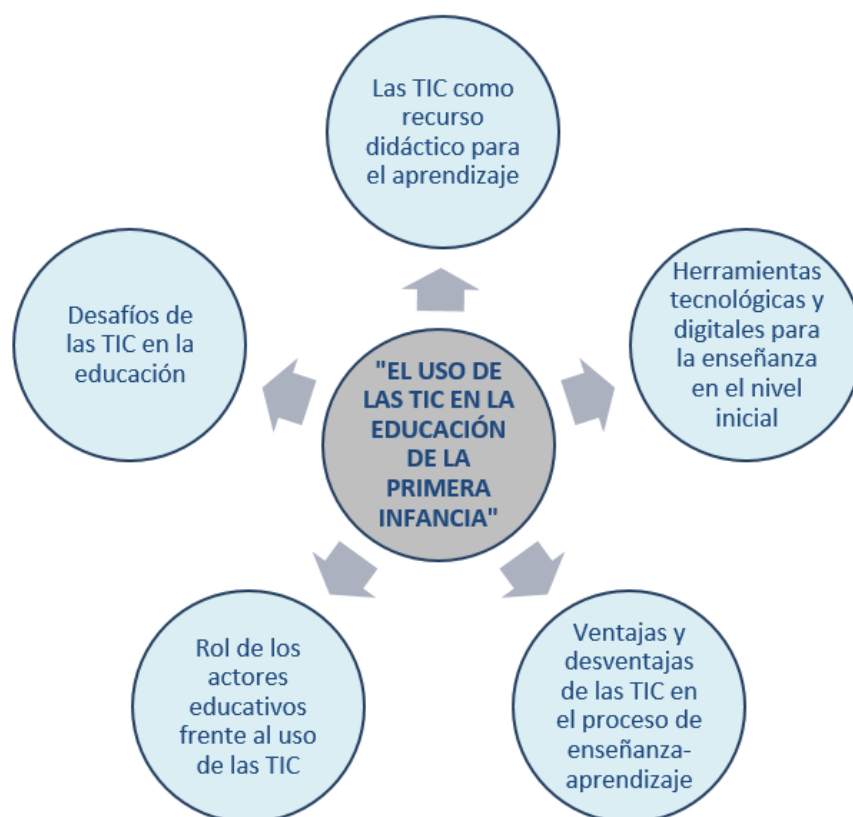 Las TIC como
recurso
didáctico para
el aprendizaje
Herramientas
tecnológicas y
digitales para
la enseñanza
en el nivel
inicial
Desafíos de
las TIC en la
educación
"EL USO DE
LAS TIC EN LA
EDUCACIÓN
DE LA
PRIMERA
INFANCIA"
Rol de los
actores
educativos
frente al uso
de las TIC
Ventajas y
desventajas
de las TIC en
el proceso de
enseñanza-
aprendizaje